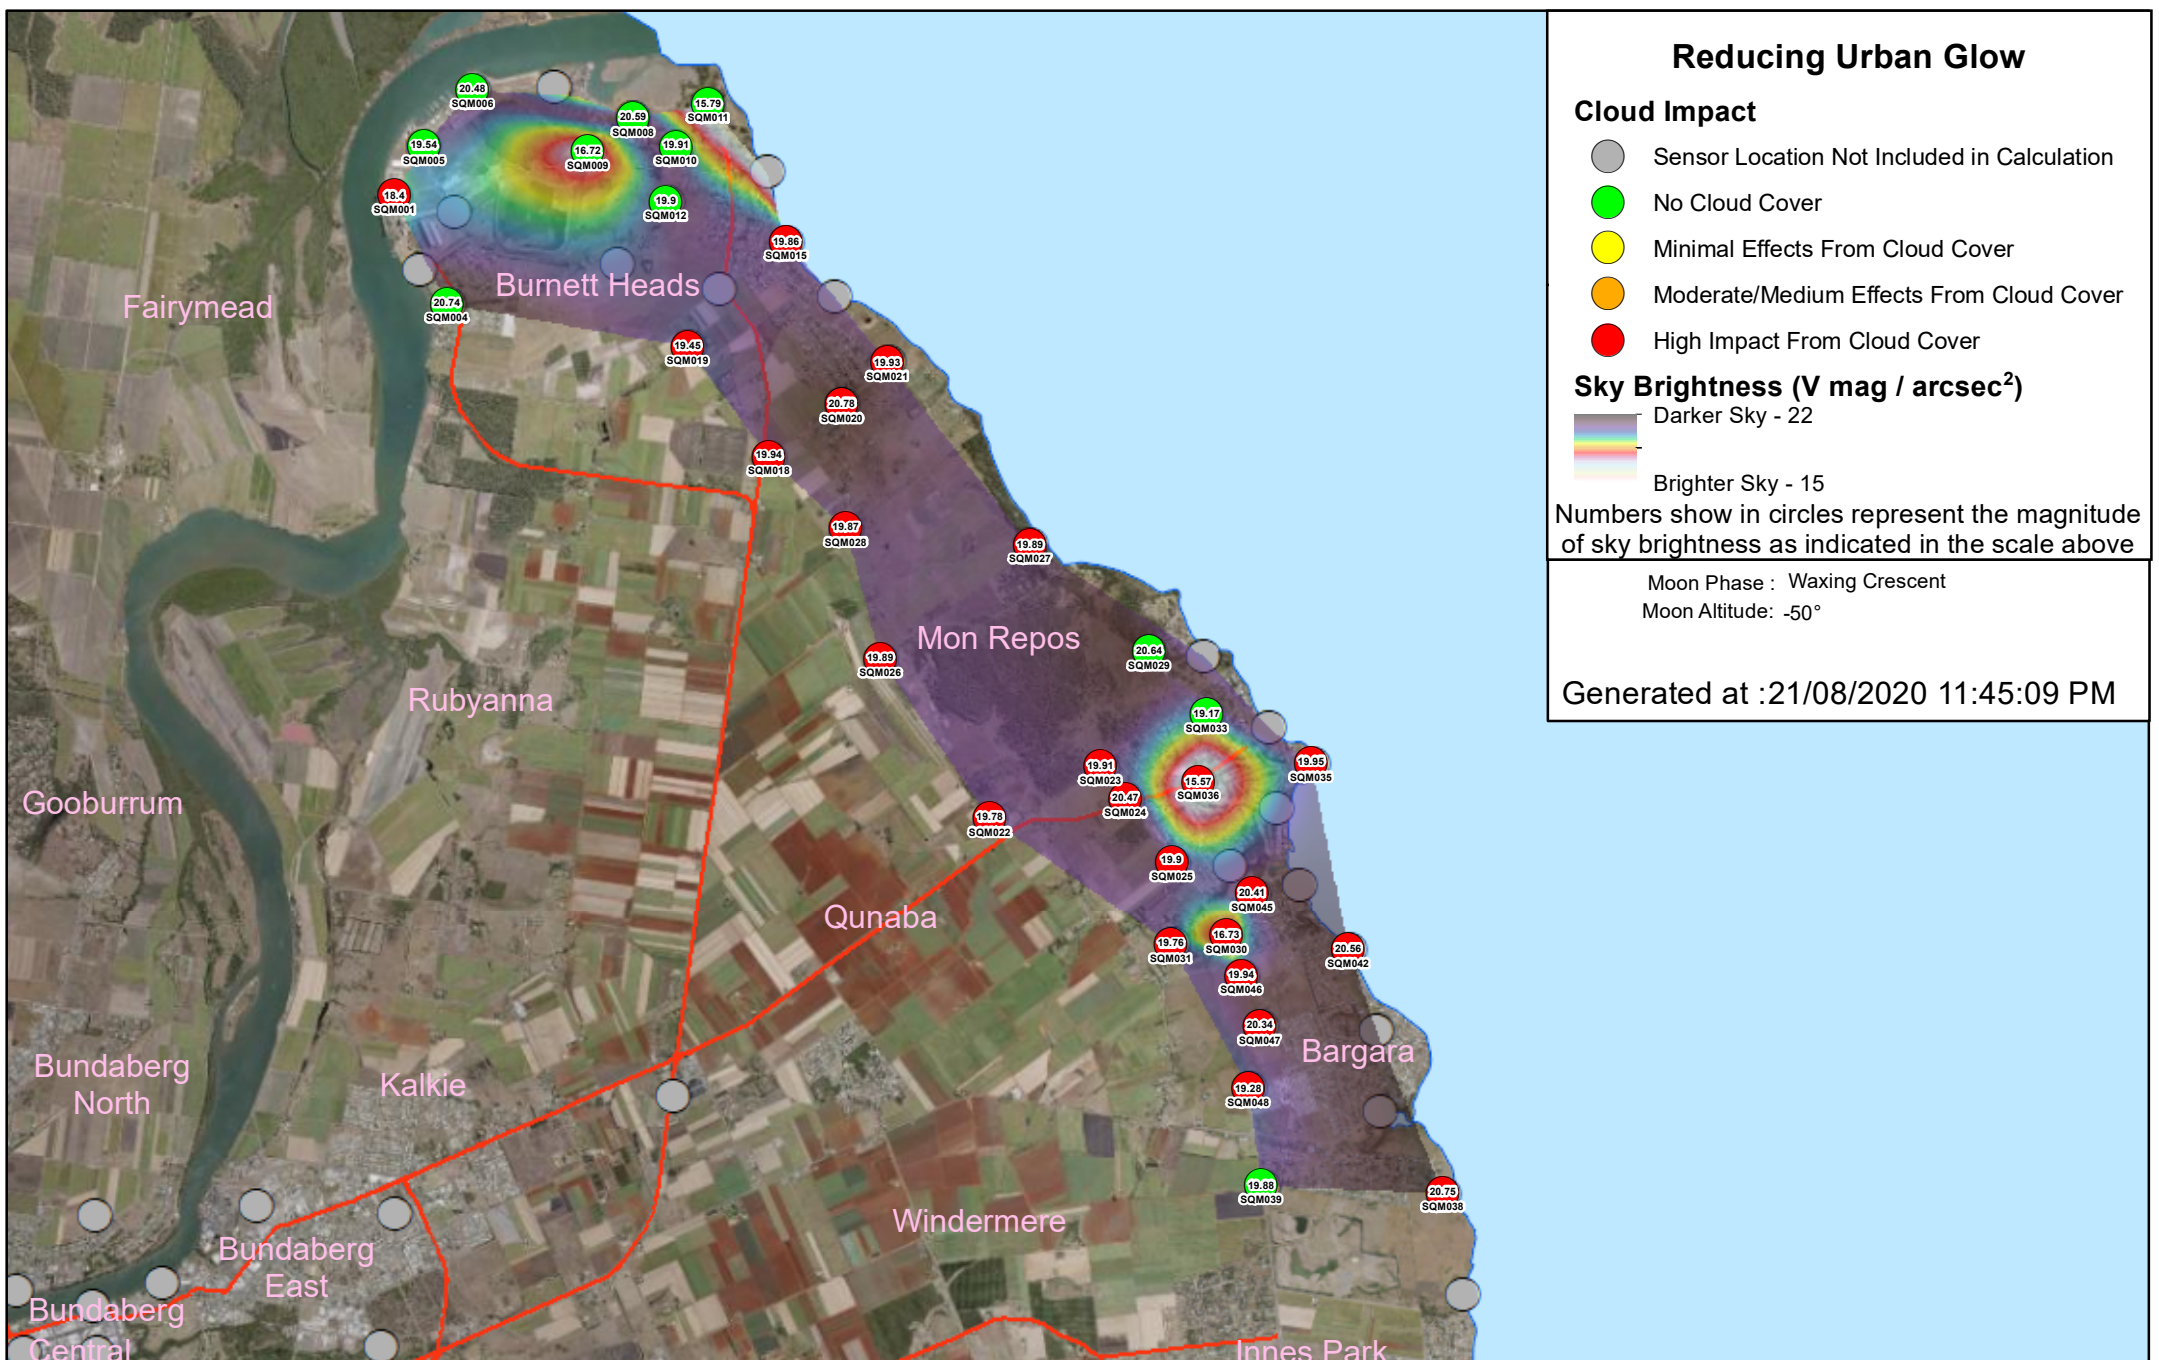 Reducing Urban Glow
Cloud Impact
Sensor Location Not Included in Calculation
No Cloud Cover
Minimal Effects From Cloud Cover
Moderate/Medium Effects From Cloud Cover
High Impact From Cloud Cover
Sky Brightness (V mag / arcsec²)
Darker Sky - 22
Brighter Sky - 15
Numbers show in circles represent the magnitude
of sky brightness as indicated in the scale above
Moon Phase : Waxing Crescent
Moon Altitude: -50°
Generated at :21/08/2020 11:45:09 PM
20.48
SQM006
15.79
SQM011
20.59
SQM008
19.54
SQM005
16.72
SQM009
19.91
SQM010
18.4
SQM001
19.9
SQM012
19.86
SQM015
Burnett Heads
Fairymead
20.74
SQM004
19.45
SQM019
19.93
SQM021
20.78
SQM020
19.94
SQM018
19.87
SQM028
19.89
SQM027
Mon Repos
20.64
SQM029
19.89
SQM026
Rubyanna
19.17
SQM033
19.91
SQM023
19.95
SQM035
15.57
SQM036
20.47
SQM024
Gooburrum
19.78
SQM022
19.9
SQM025
20.41
SQM045
Qunaba
16.73
SQM030
19.76
SQM031
20.56
SQM042
19.94
SQM046
20.34
SQM047
Bargara
Bundaberg
North
Kalkie
19.28
SQM048
19.88
SQM039
20.75
SQM038
Windermere
Bundaberg
East
Bundaberg
Central
Innes Park